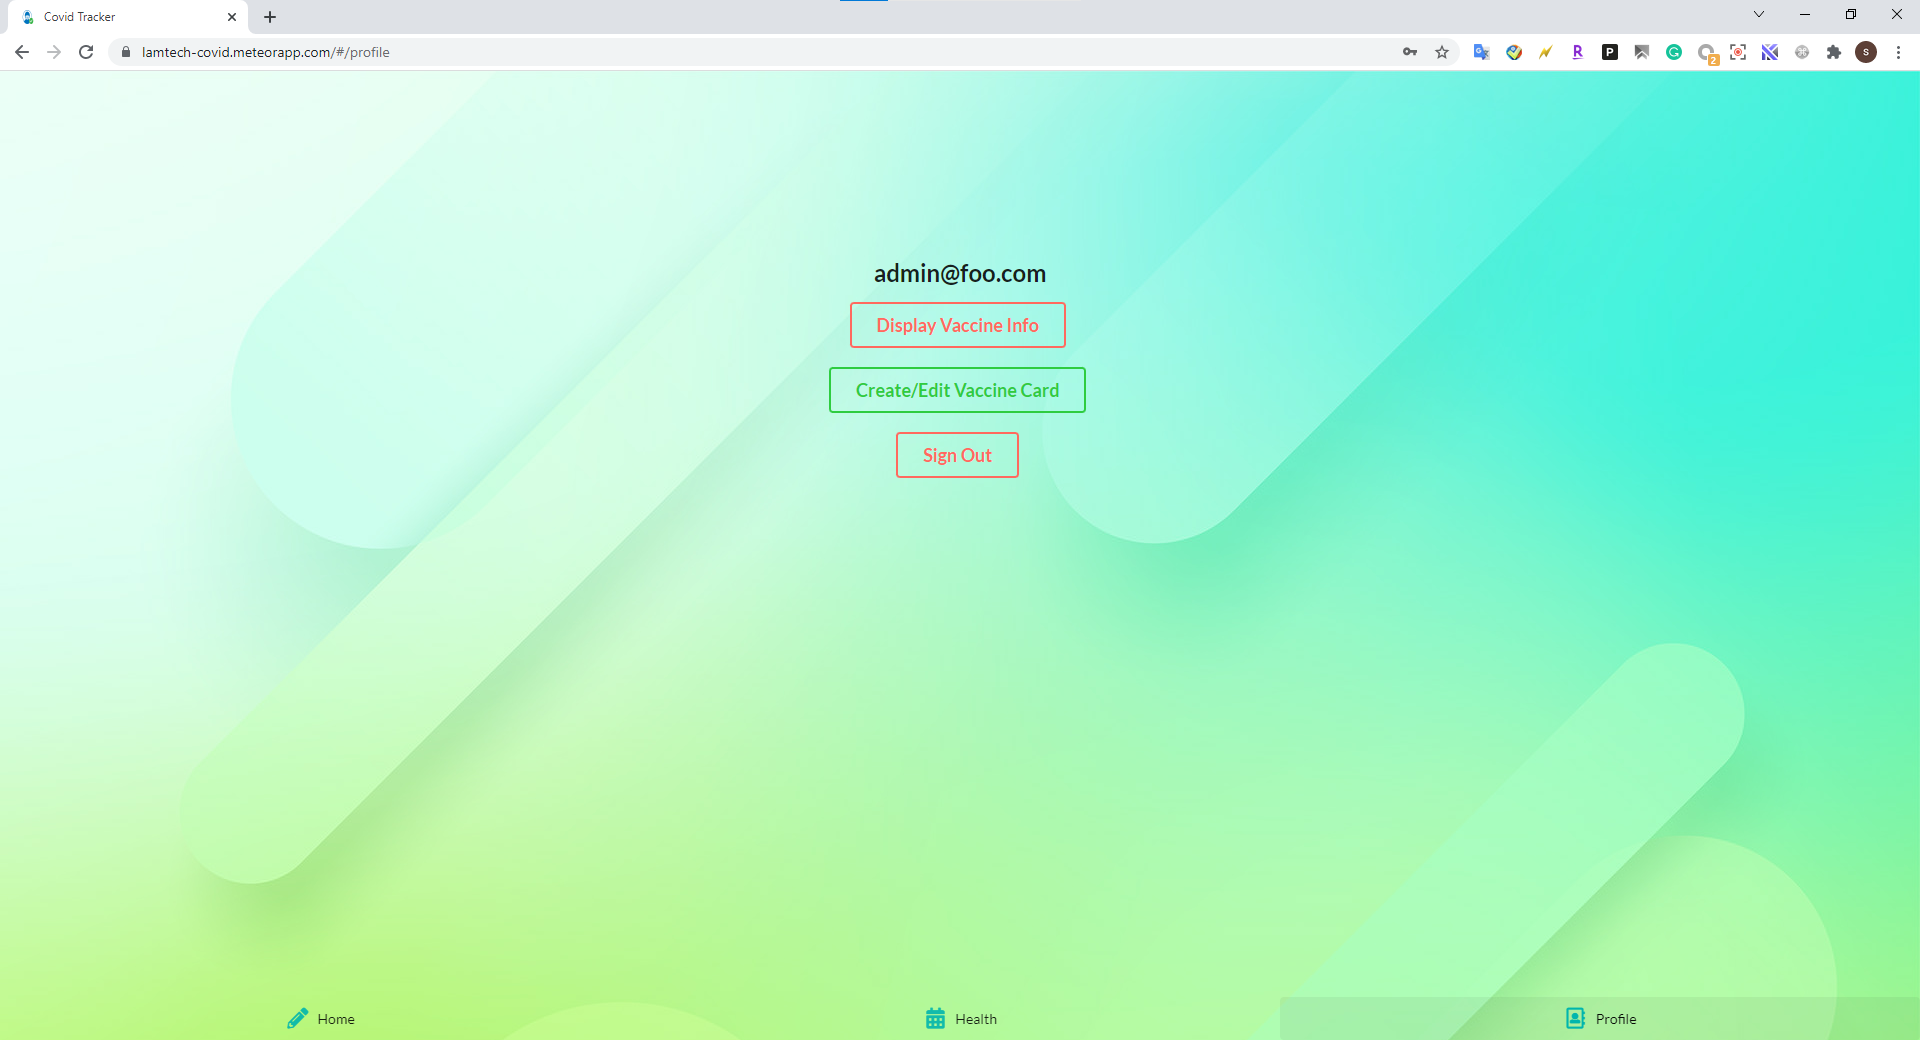 Covid Tracker
lamtech-covid.meteorapp.com/#/profile
P
2
S
admin@foo.com
Display Vaccine Info
Create/Edit Vaccine Card
Sign Out
Home
Health
Profile